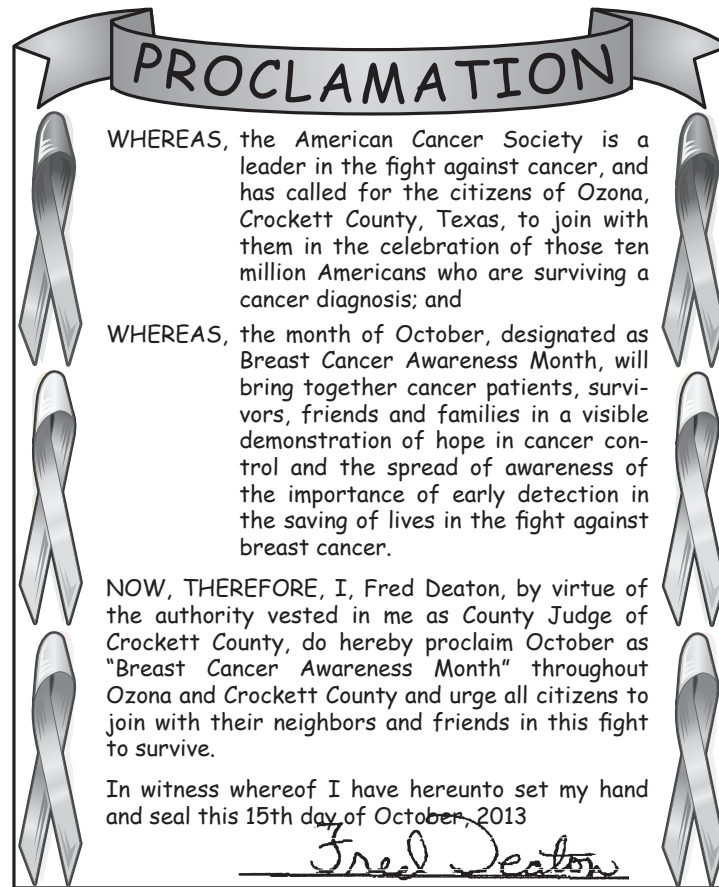 PROCLAMATION
WHEREAS, the American Cancer Society is a
leader in the fight against cancer, and
has called for the citizens of Ozona,
Crockett County, Texas, to join with
them in the celebration of those ten
million Americans who are surviving a
cancer diagnosis; and
WHEREAS, the month of October, designated as
Breast Cancer Awareness Month, will
bring together cancer patients, survi-
vors, friends and families in a visible
demonstration of hope in cancer con-
trol and the spread of awareness of
the importance of early detection in
the saving of lives in the fight against
breast cancer.
NOW, THEREFORE, I, Fred Deaton, by virtue of
the authority vested in me as County Judge of
Crockett County, do hereby proclaim October as
"Breast Cancer Awareness Month" throughout
Ozona and Crockett County and urge all citizens to
join with their neighbors and friends in this fight
to survive.
In witness whereof I have hereunto set my hand
and seal this 15th day of October, 2013
Fred Deaton